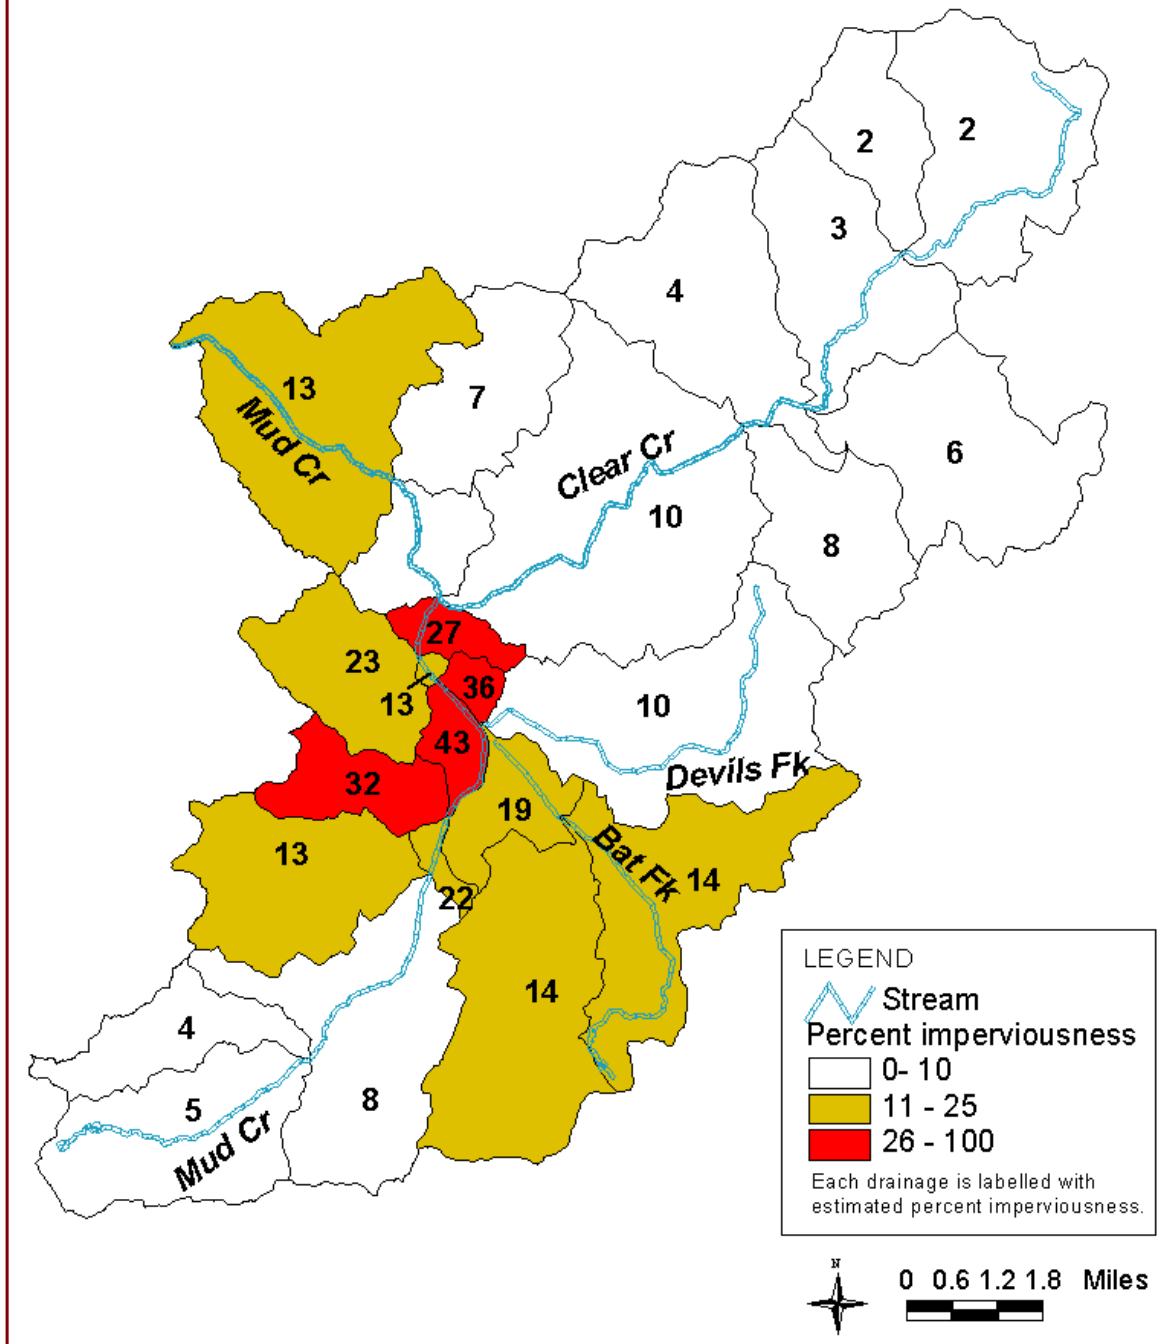 2
2
3
4
13
7
Mud Cr
Clear Cr
6
10
8
27
23
36
13
10
43
Devils Fk
32
19
13
Bat Fk
14
22
14
4
8
5
Mud Cr
LEGEND
Stream
Percent imperviousness
0- 10
11 - 25
26 - 100
Each drainage is labelled with
estimated percent imperviousness.
N
0 0.6 1.2 1.8 Miles